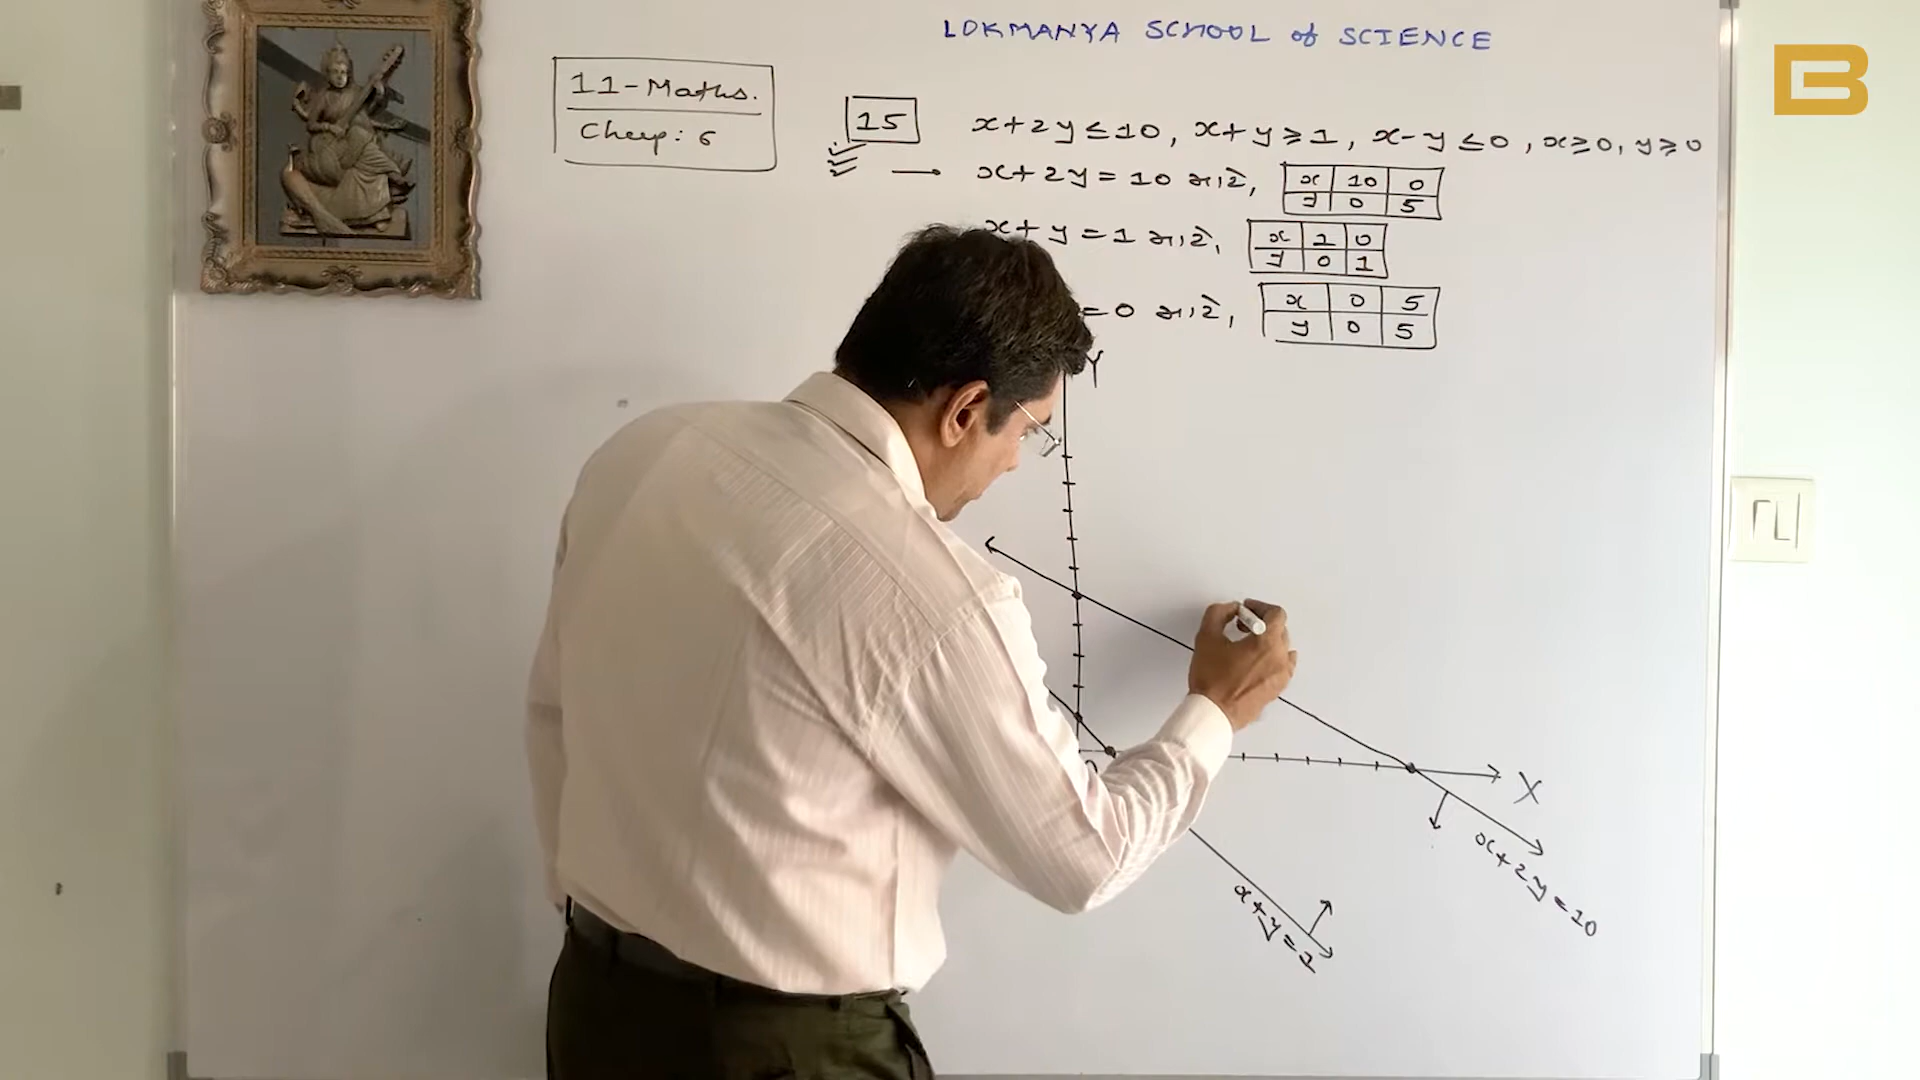 LOKMANYA SCHOOL of SCIENCE
11-Maths.
Chep: 6
15
x+2y≤10, x+y≥1, x-y≤0, x≥0, y≥0
→ x+2y=10 માટે,
x 10 0
y 0 5
x+y=1 માટે,
x 1 0
y 0 1
=0 માટે,
x 0 5
y 0 5
Y
X
x+2y=10
x+y=1
B